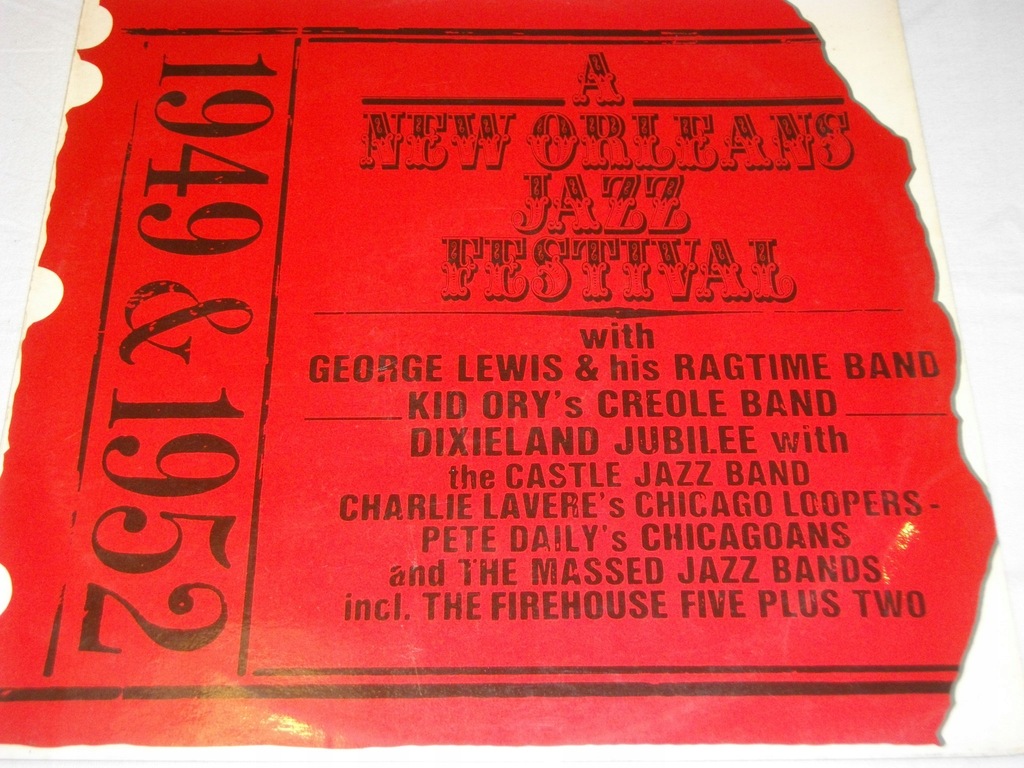 1949 & 1952
A
NEW ORLEANS
JAZZ
FESTIVAL
with
GEORGE LEWIS & his RAGTIME BAND
KID ORY's CREOLE BAND
DIXIELAND JUBILEE with
the CASTLE JAZZ BAND
CHARLIE LAVERE's CHICAGO LOOPERS-
PETE DAILY's CHICAGOANS
and THE MASSED JAZZ BANDS
incl. THE FIREHOUSE FIVE PLUS TWO